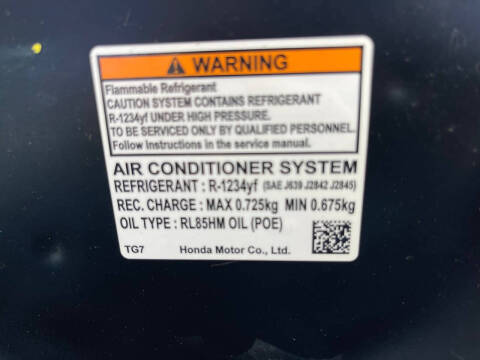 WARNING
Flammable Refrigerant
CAUTION SYSTEM CONTAINS REFRIGERANT
R-1234yf UNDER HIGH PRESSURE.
TO BE SERVICED ONLY BY QUALIFIED PERSONNEL.
Follow instructions in the service manual.
AIR CONDITIONER SYSTEM
REFRIGERANT : R-1234yf (SAE J639 J2842 J2845)
REC. CHARGE : MAX 0.725kg MIN 0.675kg
OIL TYPE : RL85HM OIL (POE)
TG7 Honda Motor Co., Ltd.